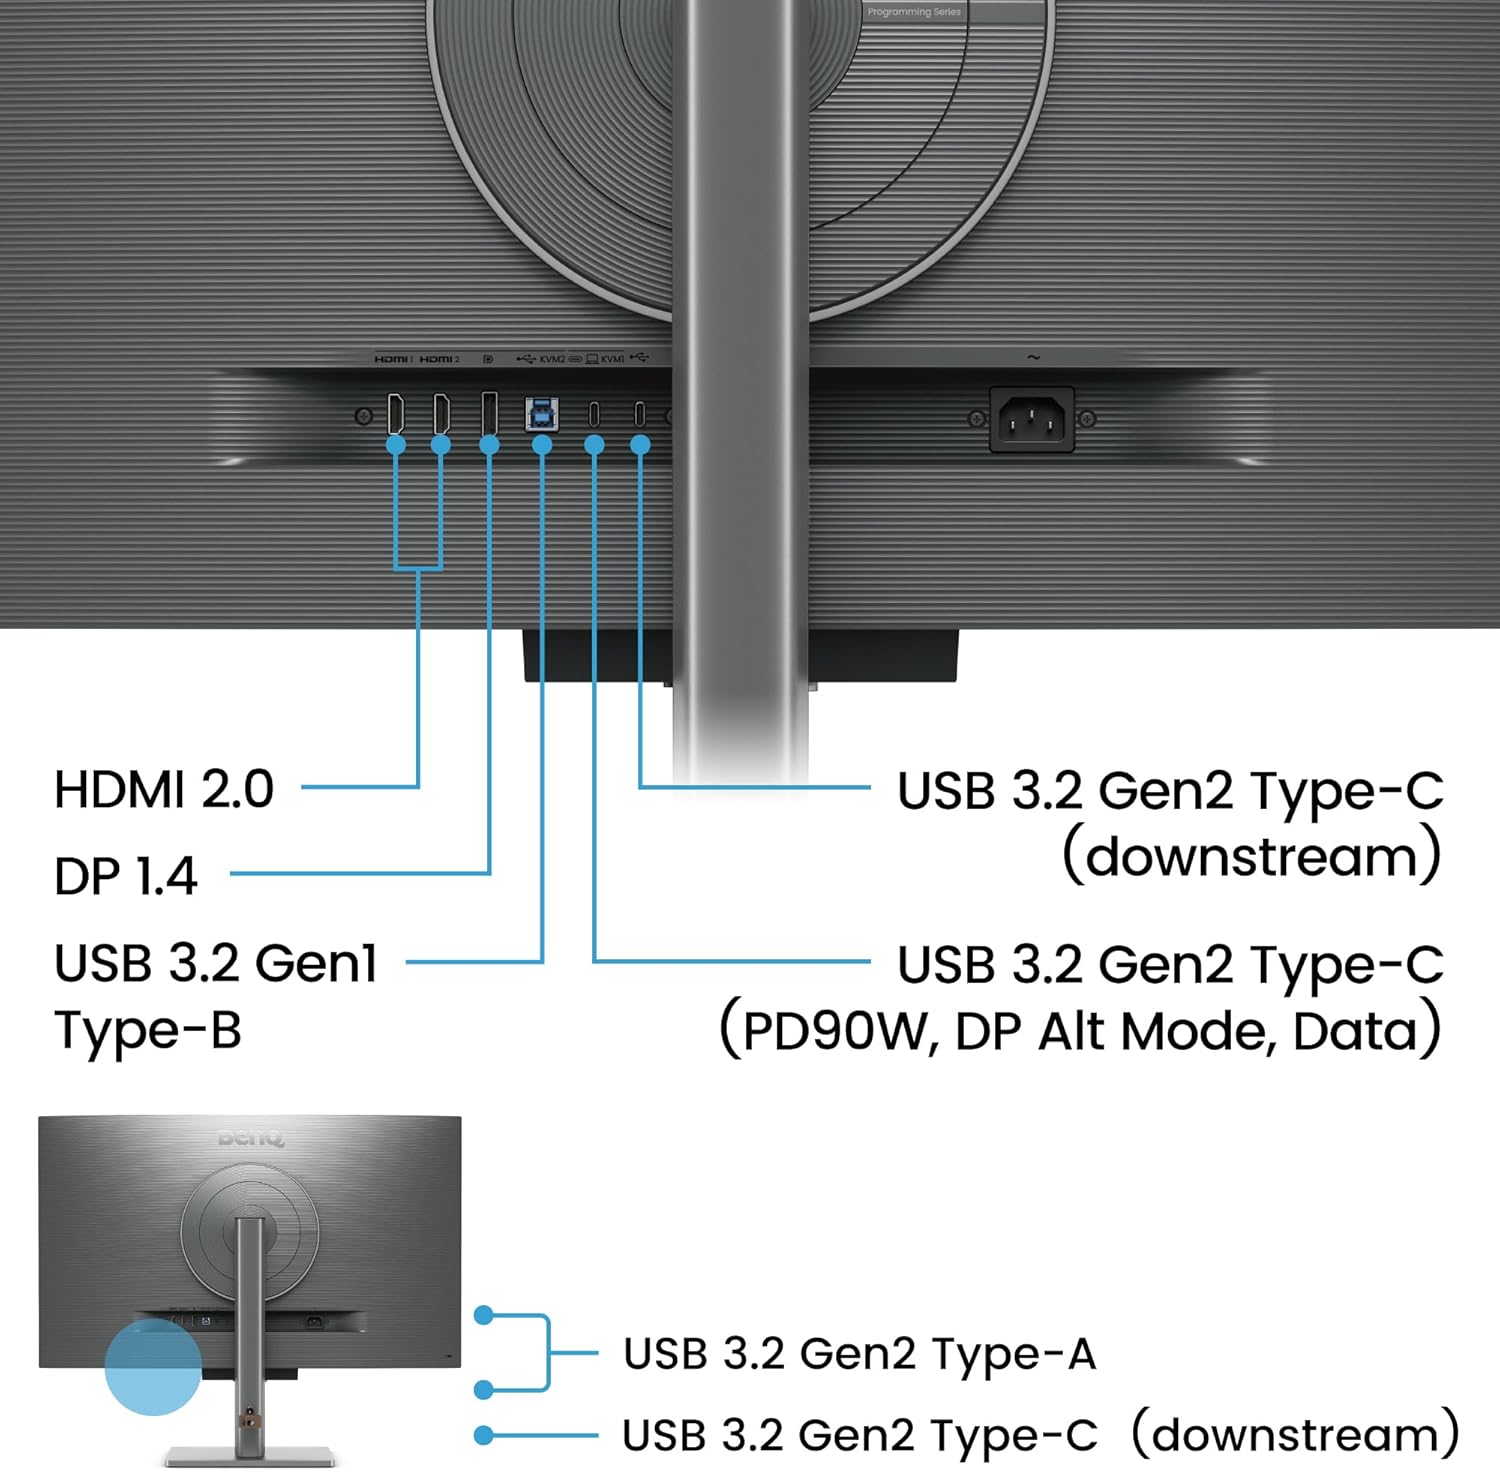 Programming Series
HDMI 1 HDMI 2 KVM2 KVM1
HDMI 2.0
DP 1.4
USB 3.2 Gen1
Type-B
USB 3.2 Gen2 Type-C
(downstream)
USB 3.2 Gen2 Type-C
(PD90W, DP Alt Mode, Data)
BenQ
USB 3.2 Gen2 Type-A
USB 3.2 Gen2 Type-C (downstream)